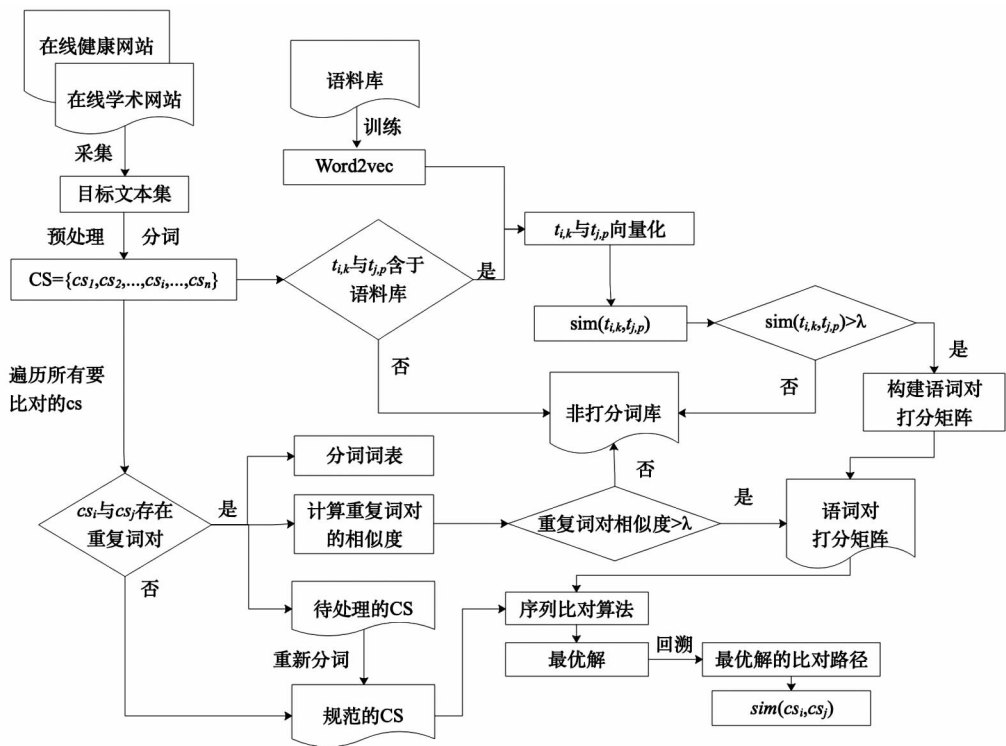 在线健康网站
在线学术网站
语料库
采集
训练
目标文本集
Word2vec
预处理
分词
CS={cs₁,cs₂,...,csᵢ,...,csₙ}
tᵢ,ₖ与tⱼ,ₚ含于
语料库
是
tᵢ,ₖ与tⱼ,ₚ向量化
sim(tᵢ,ₖ,tⱼ,ₚ)
sim(tᵢ,ₖ,tⱼ,ₚ)>λ
是
否
否
遍历所有要
比对的cs
非打分词库
构建语词对
打分矩阵
分词词表
否
csᵢ与csⱼ存在
重复词对
是
计算重复词对
的相似度
重复词对相似度>λ
是
语词对
打分矩阵
否
待处理的CS
序列比对算法
重新分词
最优解
回溯
最优解的比对路径
规范的CS
sim(csᵢ,csⱼ)